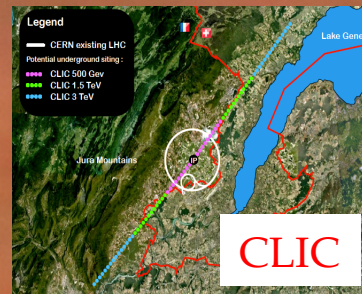 Legend
CERN existing LHC
Potential underground siting :
CLIC 500 Gev
CLIC 1.5 TeV
CLIC 3 TeV
Lake Gene
Jura Mountains
IP
CLIC